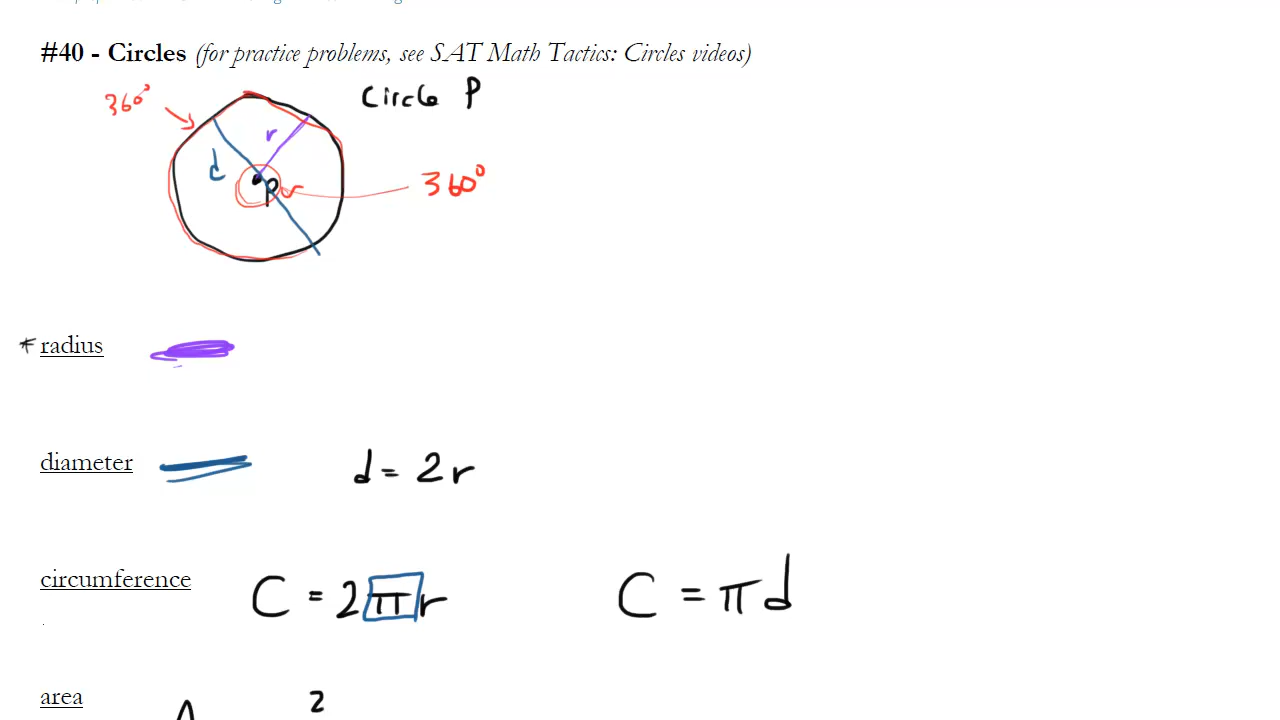 #40 - Circles (for practice problems, see SAT Math Tactics: Circles videos)
360° Circle P
r
d
P
360°
* radius
diameter d = 2r
circumference C = 2πr C = πd
area A 2